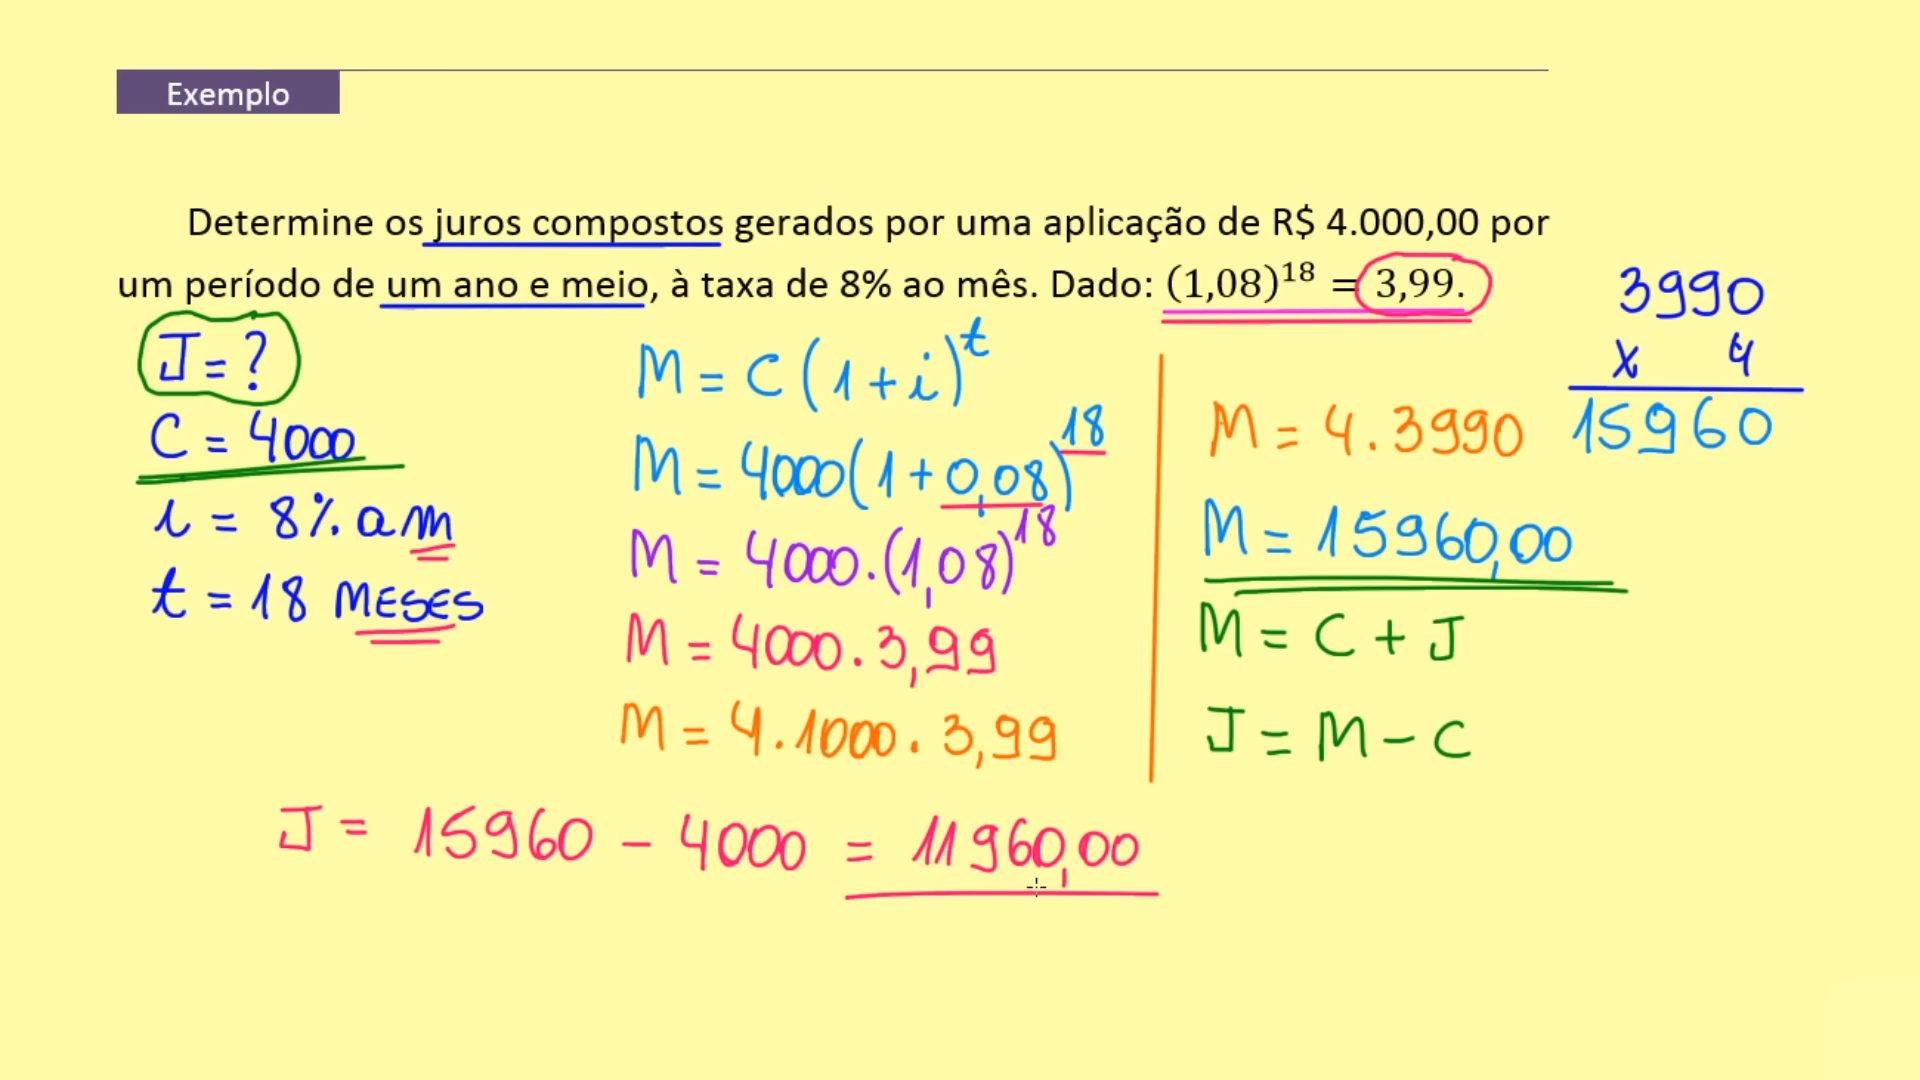 Exemplo
Determine os juros compostos gerados por uma aplicação de R$ 4.000,00 por
um período de um ano e meio, à taxa de 8% ao mês. Dado: (1,08)^18 = 3,99.
J = ?
C = 4000
i = 8% am
t = 18 MESES
M = C(1+i)^t
M = 4000(1+0,08)^18
M = 4000.(1,08)^18
M = 4000.3,99
M = 4.1000.3,99
3990
x 4
15960
M = 4.3990
M = 15960,00
M = C + J
J = M - C
J = 15960 - 4000 = 11960,00